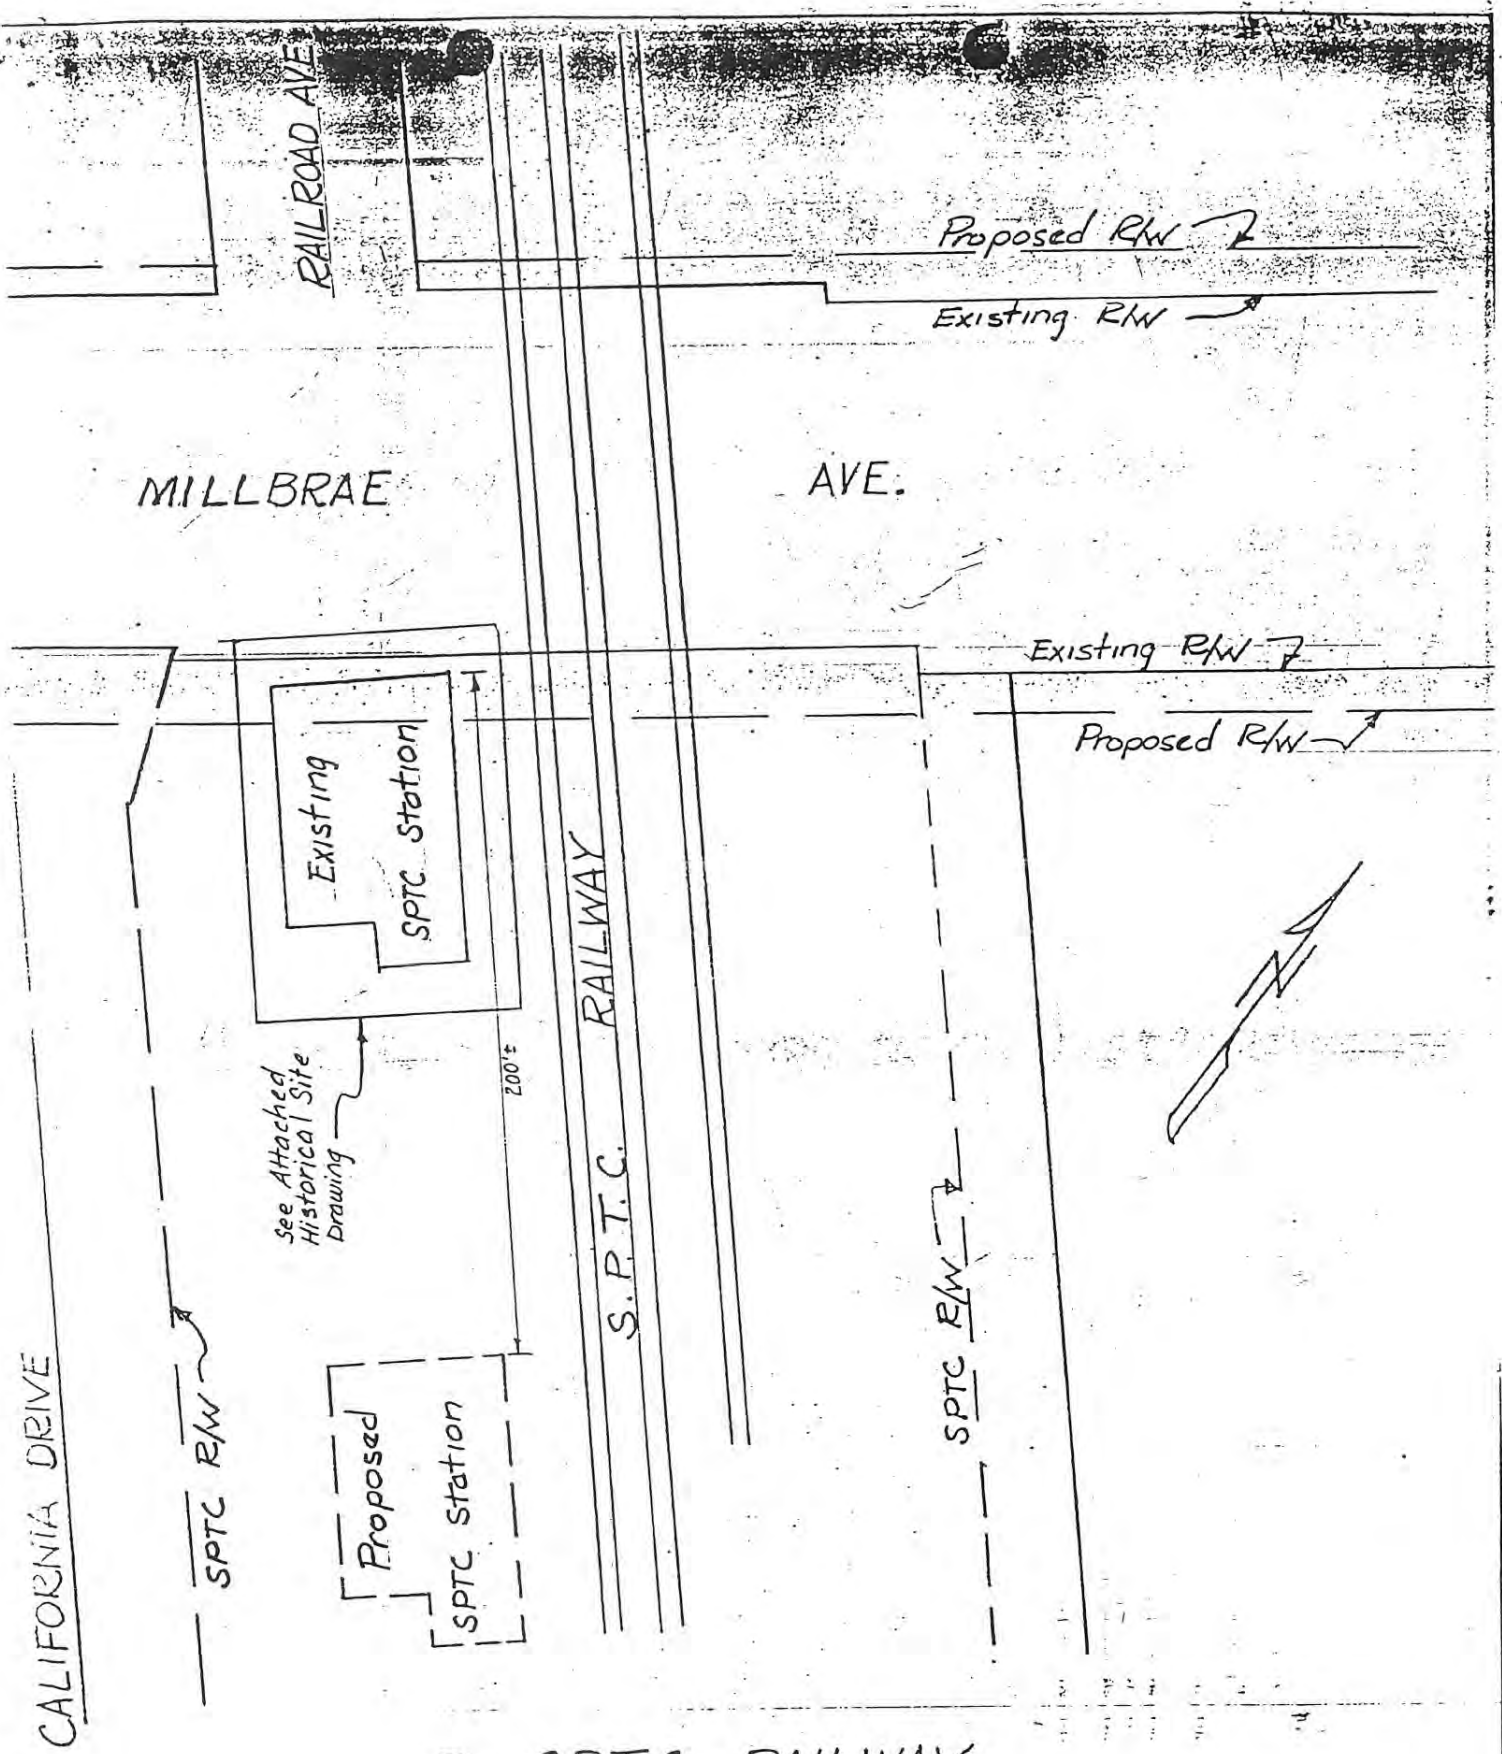 RAILROAD AVE
Proposed R/W
Existing R/W
MILLBRAE AVE.
Existing R/W
Proposed R/W
Existing
SPTC Station
200'±
See Attached
Historical Site
Drawing
S.P.T.C. RAILWAY
N
CALIFORNIA DRIVE
SPTC R/W
Proposed
SPTC Station
SPTC R/W
RAILWAY